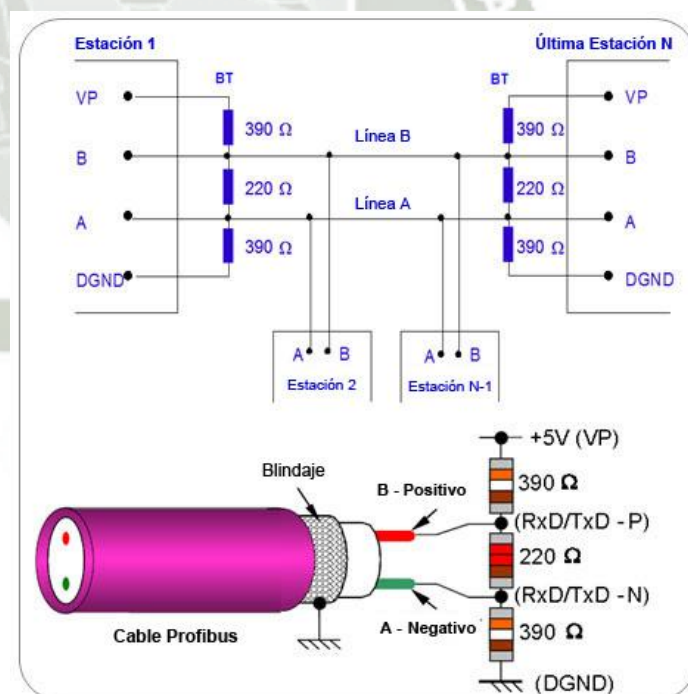 Estación 1
Última Estación N
BT
BT
VP
VP
390 Ω
390 Ω
Línea B
B
B
220 Ω
220 Ω
Línea A
A
A
390 Ω
390 Ω
DGND
DGND
A B
A B
Estación 2
Estación N-1
+5V (VP)
Blindaje
390 Ω
B - Positivo
(RxD/TxD -P)
220 Ω
(RxD/TxD -N)
A - Negativo
390 Ω
Cable Profibus
(DGND)